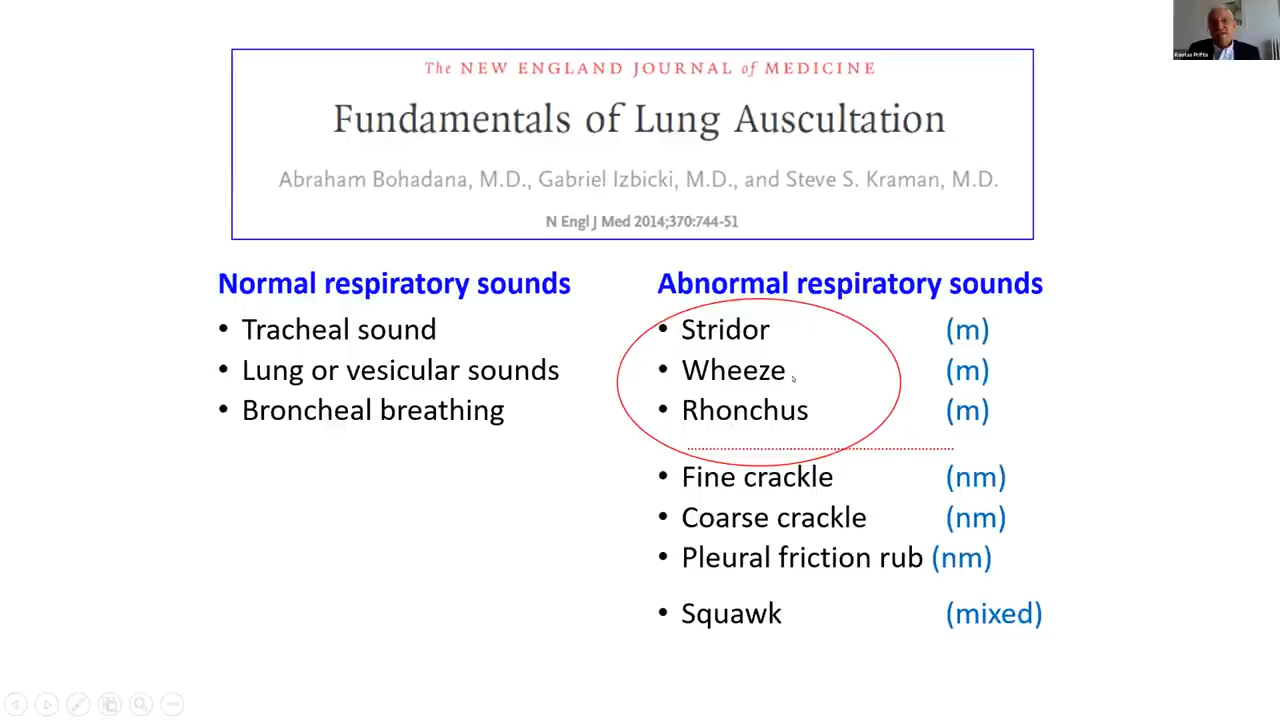 The NEW ENGLAND JOURNAL of MEDICINE
Fundamentals of Lung Auscultation
Abraham Bohadana, M.D., Gabriel Izbicki, M.D., and Steve S. Kraman, M.D.
N Engl J Med 2014;370:744-51
Normal respiratory sounds
• Tracheal sound
• Lung or vesicular sounds
• Broncheal breathing
Abnormal respiratory sounds
• Stridor (m)
• Wheeze (m)
• Rhonchus (m)
• Fine crackle (nm)
• Coarse crackle (nm)
• Pleural friction rub (nm)
• Squawk (mixed)
Kostas Priftis